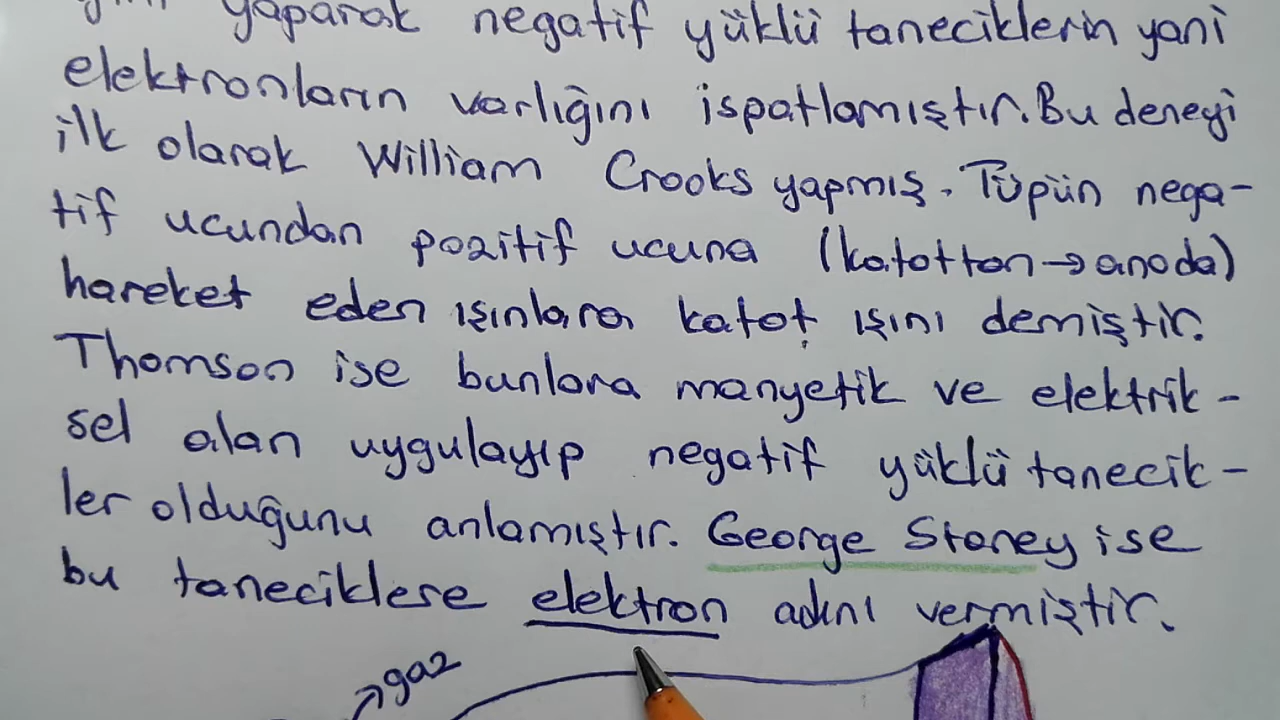 yaparak negatif yüklü taneciklerin yani
elektronların varlığını ispatlamıştır. Bu deneyi
ilk olarak William Crooks yapmış. Tüpün nega-
tif ucundan pozitif ucuna (katottan → anoda)
hareket eden ışınlara katot ışını demiştir.
Thomson ise bunlara manyetik ve elektrik-
sel alan uygulayıp negatif yüklü tanecik-
ler olduğunu anlamıştır. George Stoney ise
bu taneciklere elektron adını vermiştir.
gaz